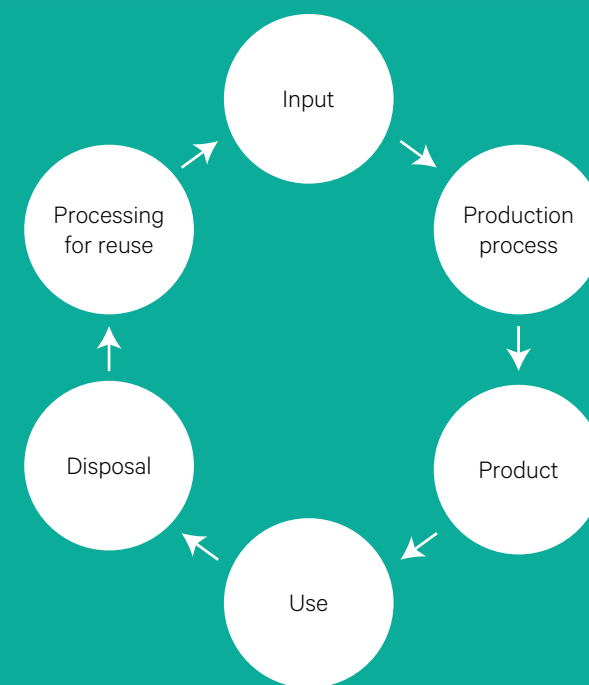 Input
Production
process
Product
Use
Disposal
Processing
for reuse